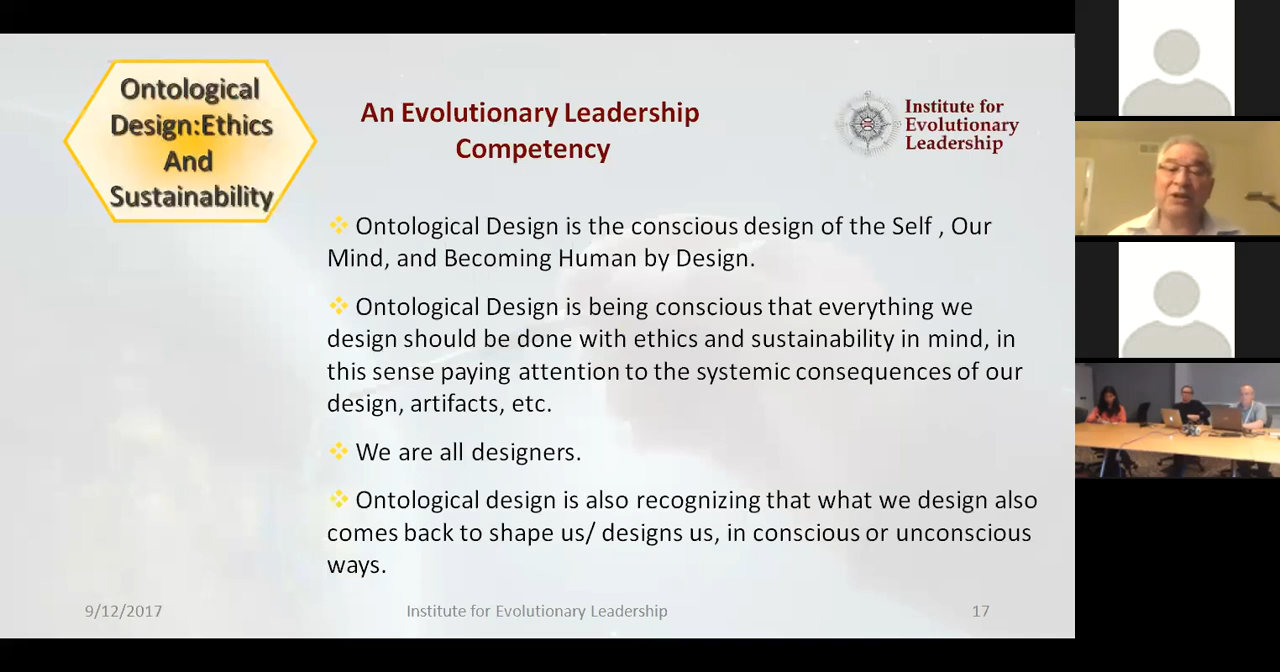 Ontological
Design:Ethics
And
Sustainability
An Evolutionary Leadership
Competency
Institute for
Evolutionary
Leadership
Ontological Design is the conscious design of the Self , Our
Mind, and Becoming Human by Design.
Ontological Design is being conscious that everything we
design should be done with ethics and sustainability in mind, in
this sense paying attention to the systemic consequences of our
design, artifacts, etc.
We are all designers.
Ontological design is also recognizing that what we design also
comes back to shape us/ designs us, in conscious or unconscious
ways.
9/12/2017
Institute for Evolutionary Leadership
17